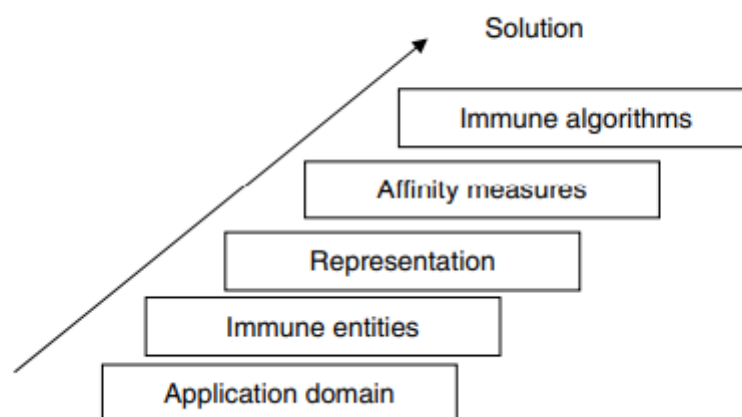 Solution
Immune algorithms
Affinity measures
Representation
Immune entities
Application domain